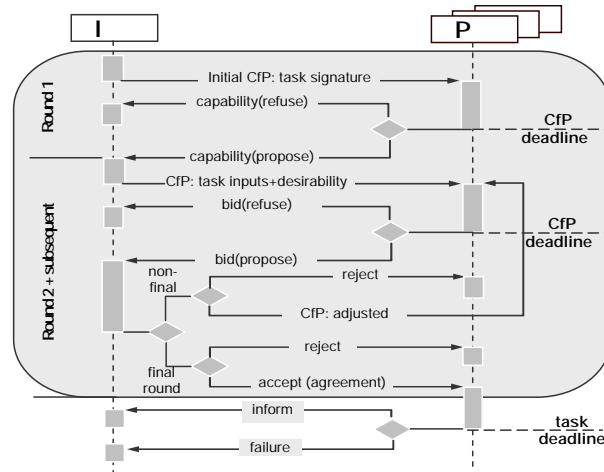 I
P
Round 1
Initial CfP: task signature
capability(refuse)
CfP
deadline
capability(propose)
Round 2 + subsequent
CfP: task inputs+desirability
bid(refuse)
CfP
deadline
bid(propose)
non-
final
reject
CfP: adjusted
final
round
reject
accept (agreement)
inform
task
deadline
failure